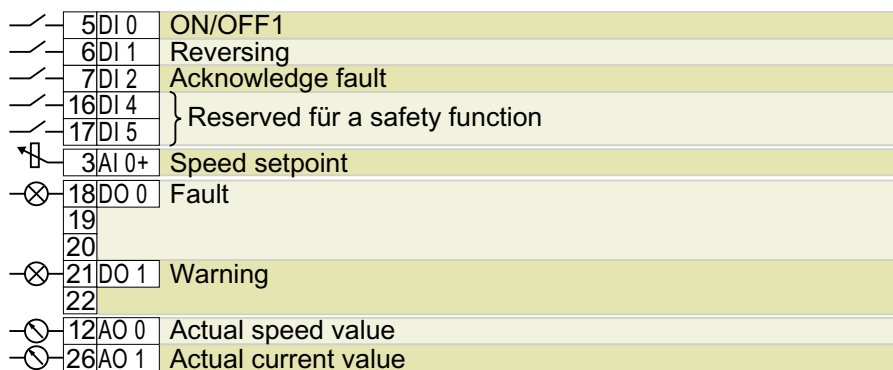 5 DI 0 ON/OFF1
6 DI 1 Reversing
7 DI 2 Acknowledge fault
16 DI 4
Reserved für a safety function
17 DI 5
3 AI 0+ Speed setpoint
18 DO 0 Fault
19
20
21 DO 1 Warning
22
12 AO 0 Actual speed value
26 AO 1 Actual current value